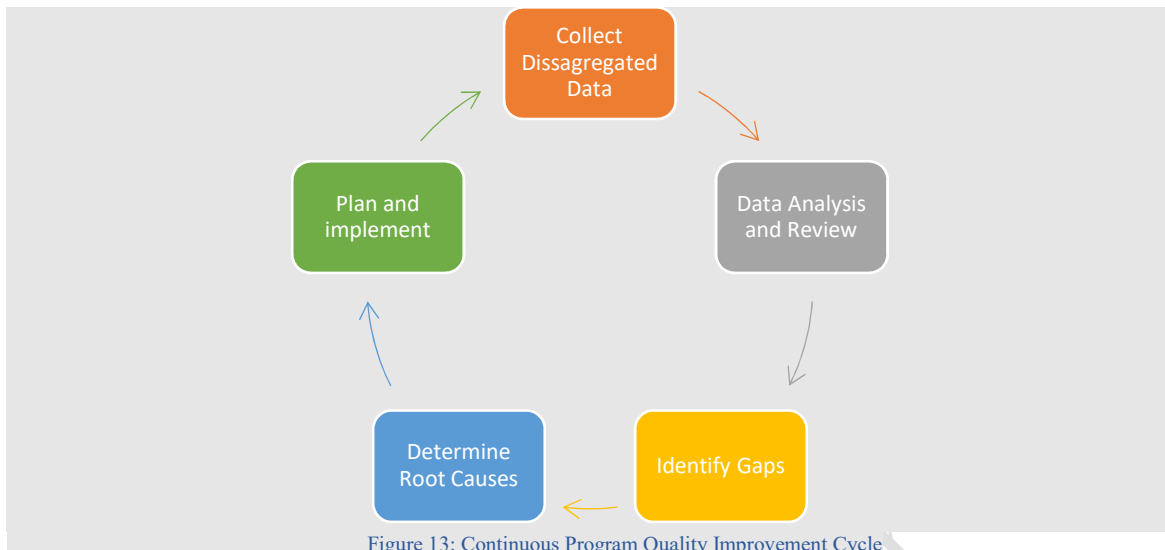 Collect
Dissagregated
Data
Data Analysis
and Review
Identify Gaps
Determine
Root Causes
Plan and
implement
Figure 13: Continuous Program Quality Improvement Cycle